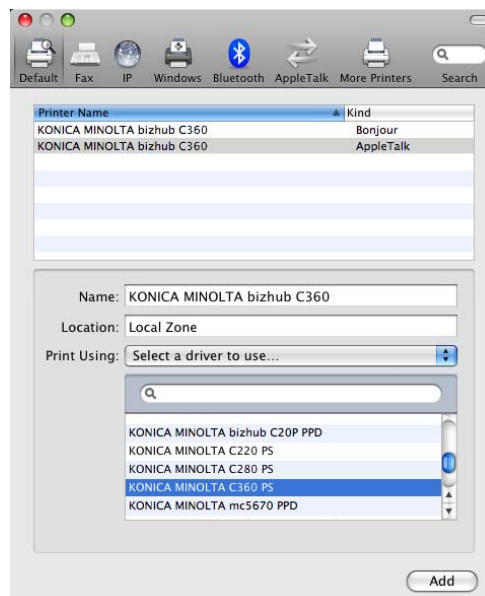 Default Fax IP Windows Bluetooth AppleTalk More Printers Search
Printer Name Kind
KONICA MINOLTA bizhub C360 Bonjour
KONICA MINOLTA bizhub C360 AppleTalk
Name: KONICA MINOLTA bizhub C360
Location: Local Zone
Print Using: Select a driver to use...
KONICA MINOLTA bizhub C20P PPD
KONICA MINOLTA C220 PS
KONICA MINOLTA C280 PS
KONICA MINOLTA C360 PS
KONICA MINOLTA mc5670 PPD
Add